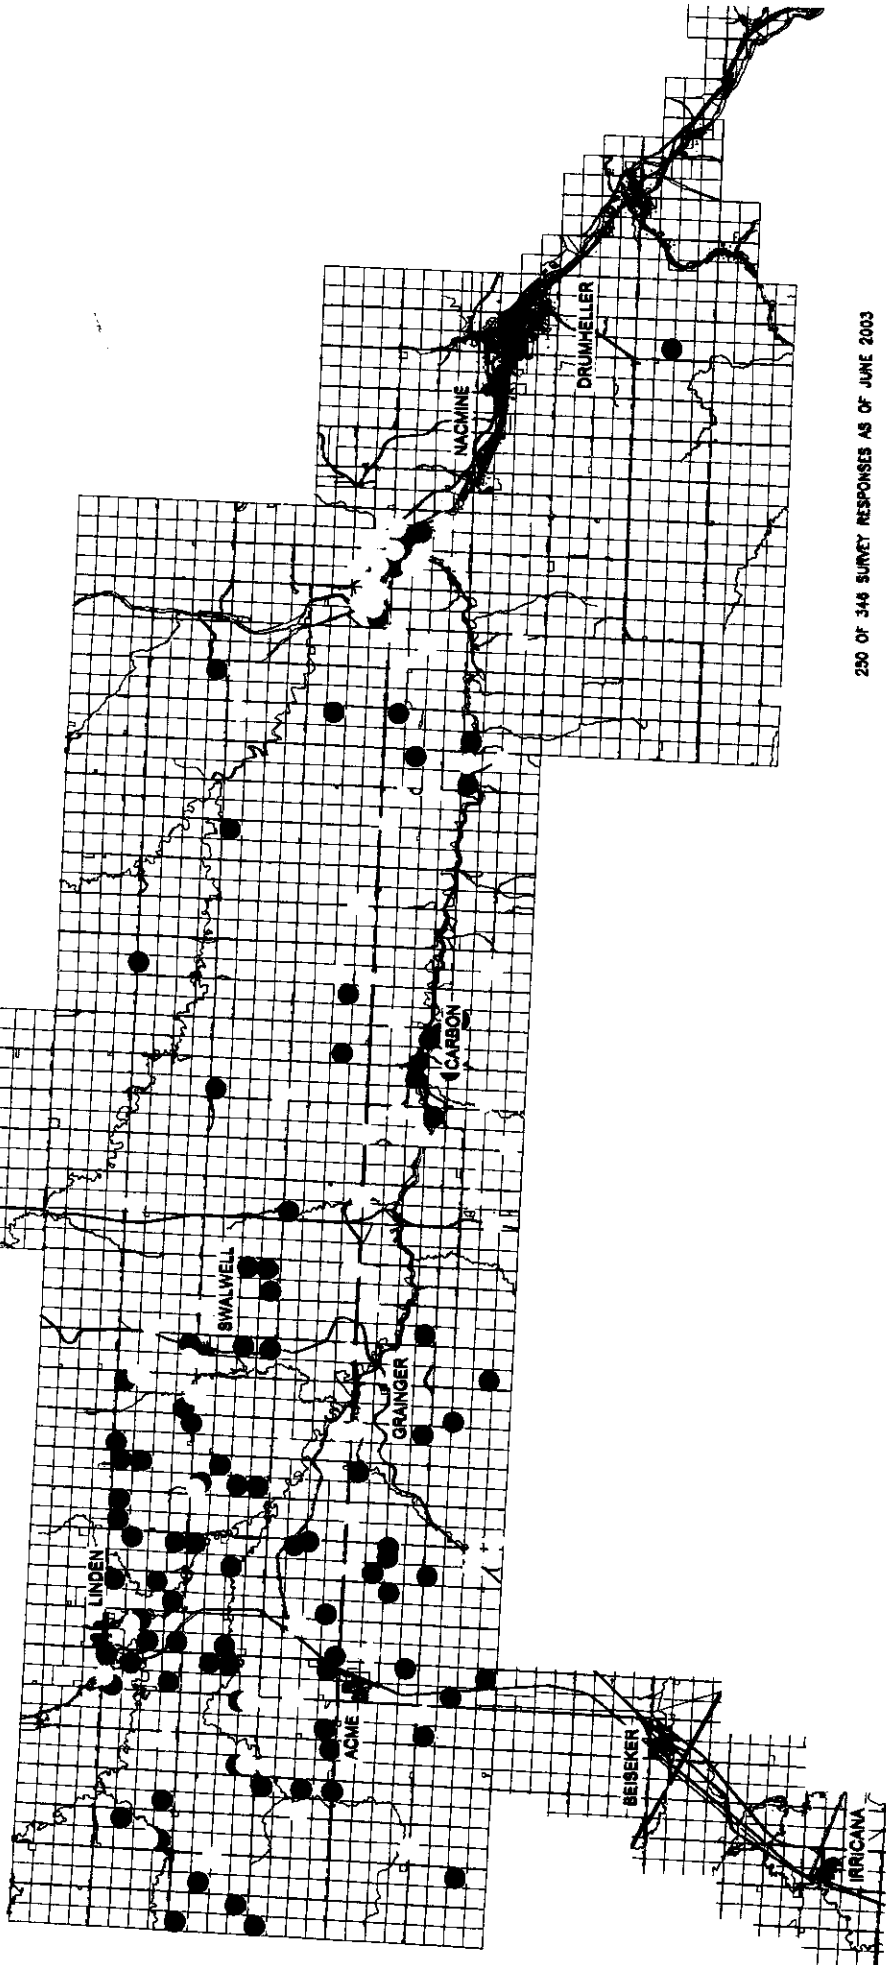 DRUMHELLER
NACMINE
250 OF 346 SURVEY RESPONSES AS OF JUNE 2003
CARBON
SWALWELL
GRAINGER
LINDEN
ACME
BEISEKER
IRRICANA